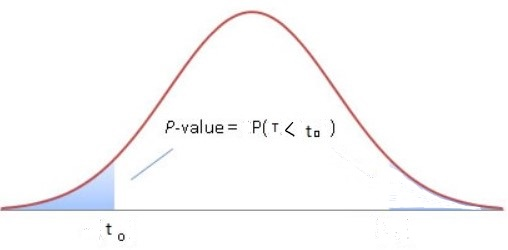 P-value = P(T < t₀ )
t₀